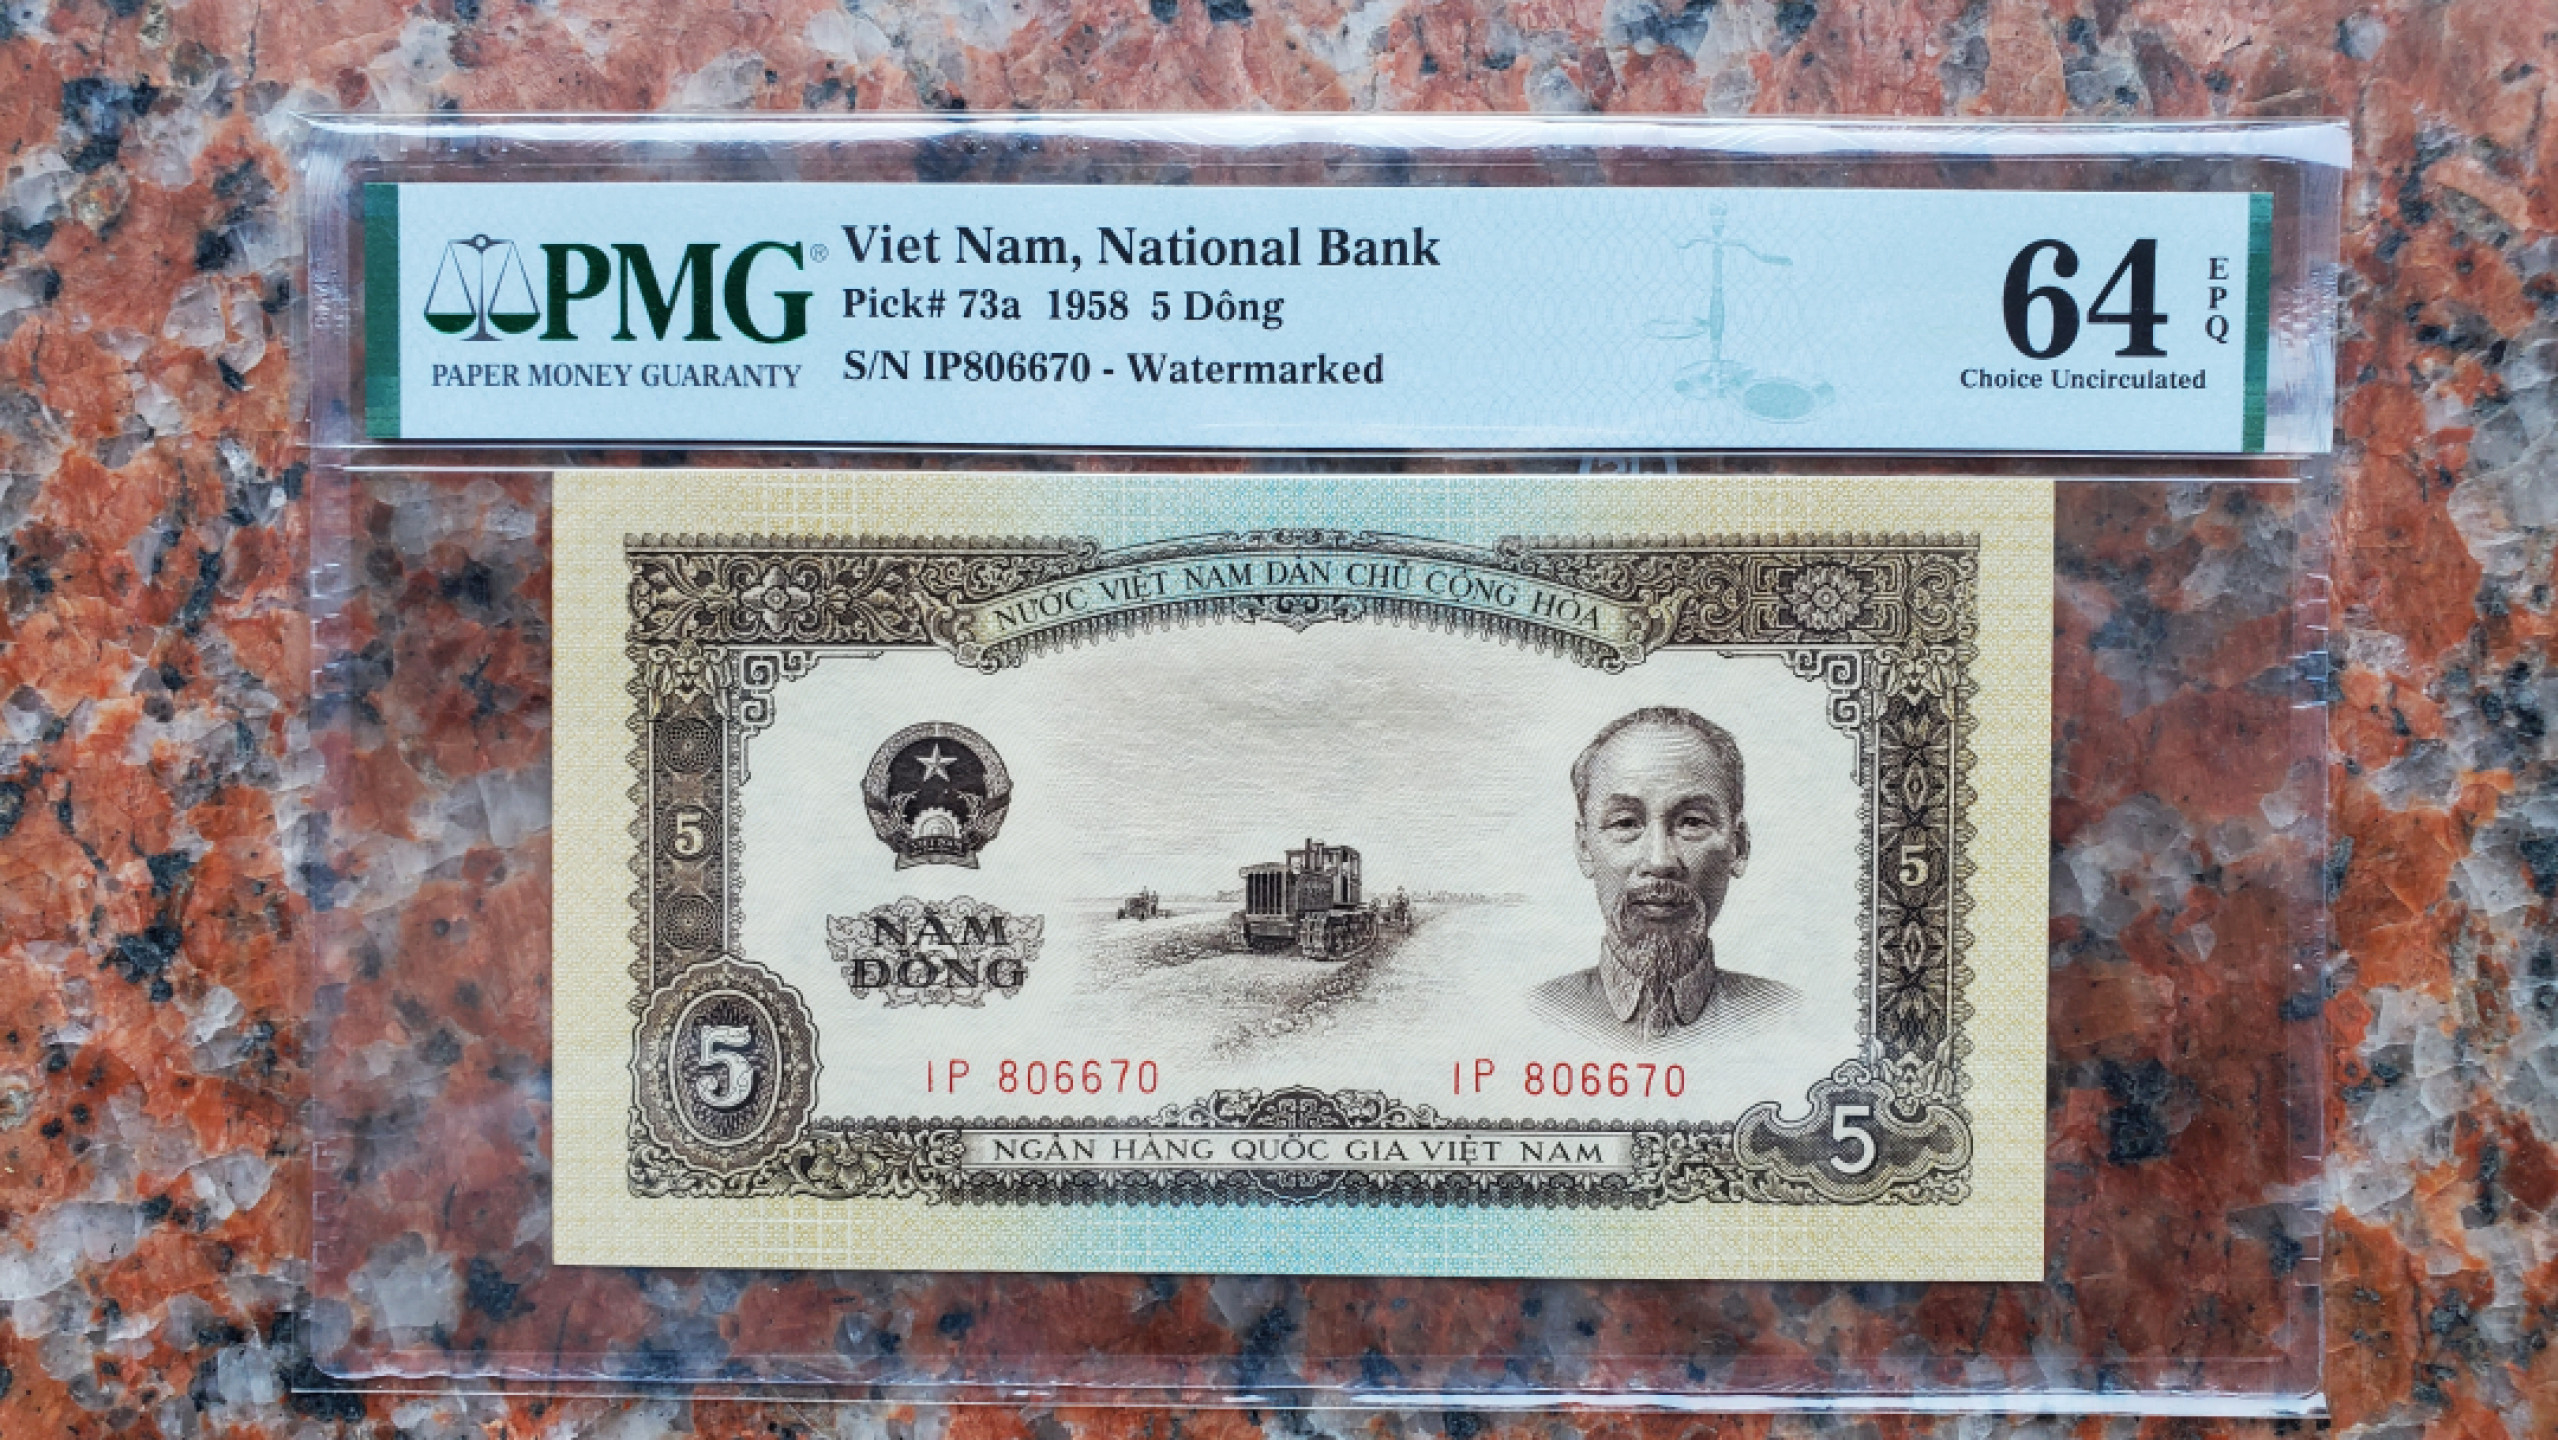 PMG®
PAPER MONEY GUARANTY
Viet Nam, National Bank
Pick# 73a 1958 5 Dông
S/N IP806670 - Watermarked
64
EPQ
Choice Uncirculated
NƯỚC VIỆT NAM DÂN CHỦ CỘNG HÒA
5
5
NĂM
ĐỒNG
5
IP 806670
IP 806670
5
NGÂN HÀNG QUỐC GIA VIỆT NAM